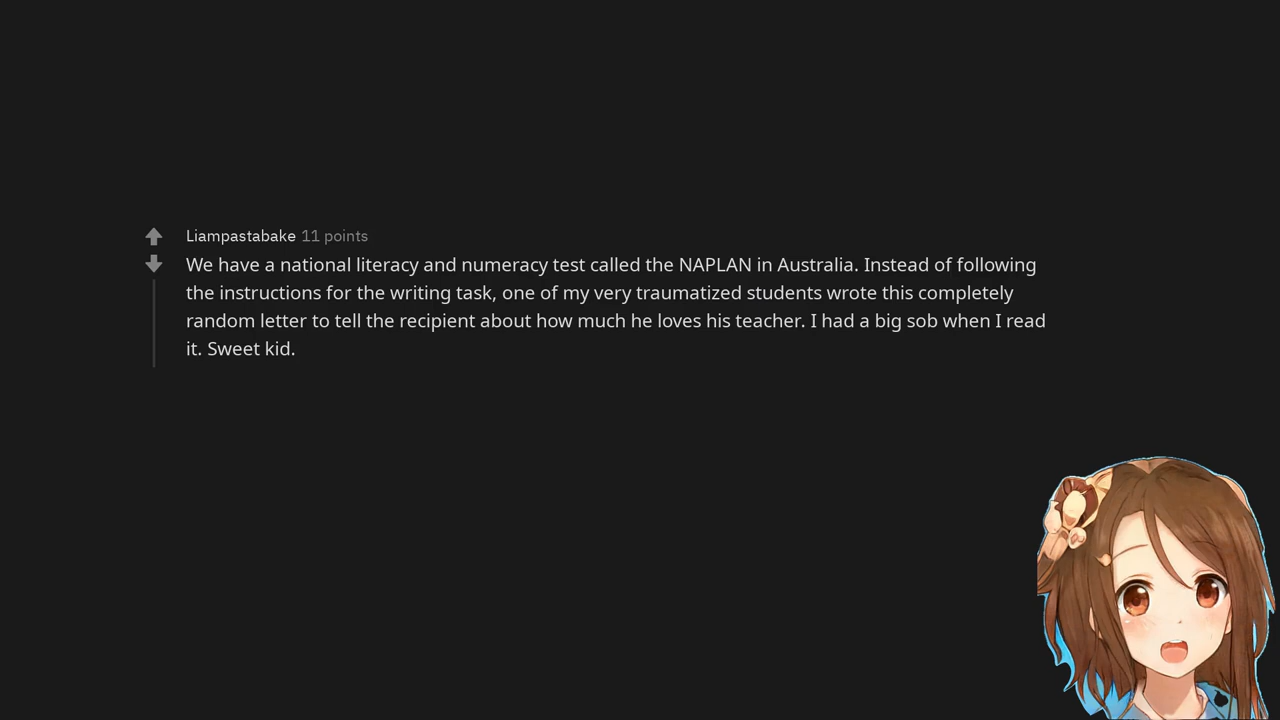 Liampastabake 11 points
We have a national literacy and numeracy test called the NAPLAN in Australia. Instead of following
the instructions for the writing task, one of my very traumatized students wrote this completely
random letter to tell the recipient about how much he loves his teacher. I had a big sob when I read
it. Sweet kid.